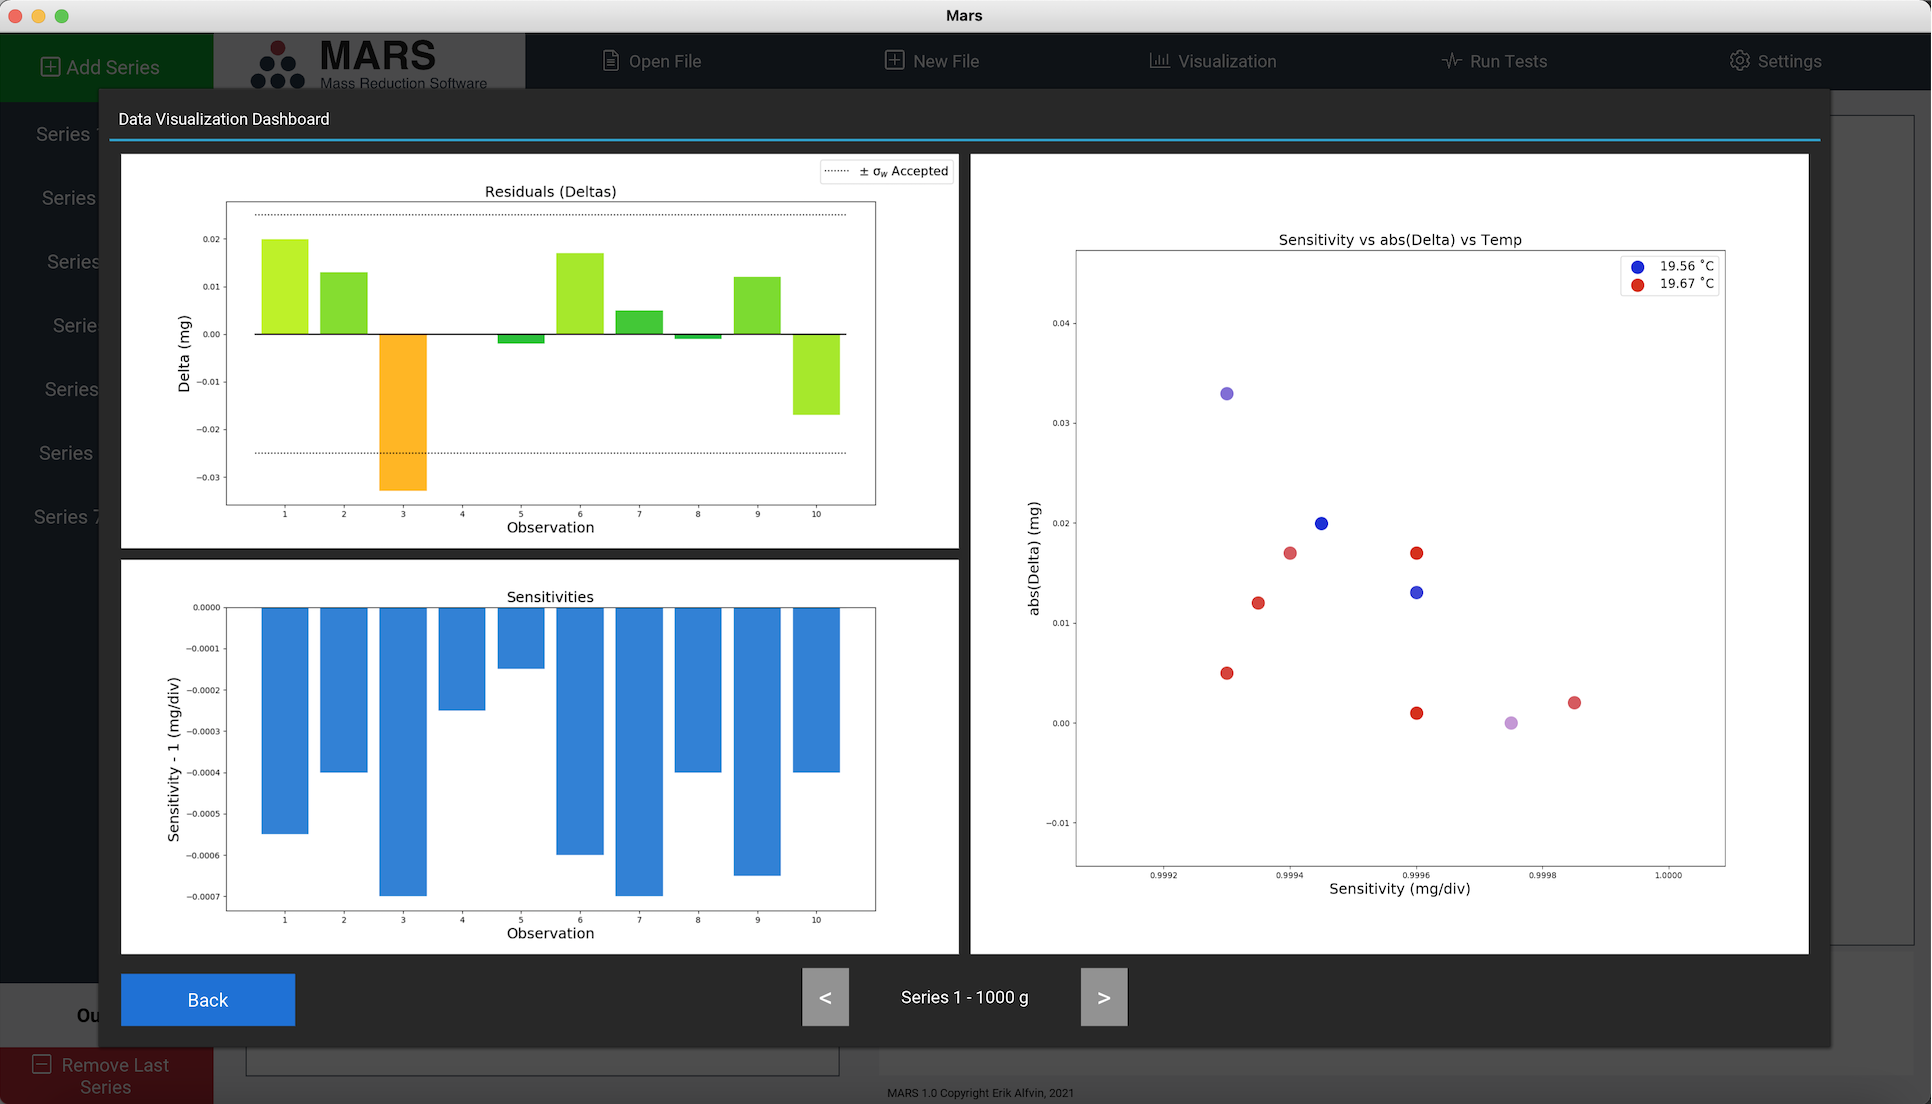 Mars
Add Series
MARS
Mass Reduction Software
Open File
New File
Visualization
Run Tests
Settings
Series 1
Series
Series
Serie
Series
Series
Series 7
Data Visualization Dashboard
± σw Accepted
Residuals (Deltas)
Delta (mg)
0.02
0.01
0.00
−0.01
−0.02
−0.03
1 2 3 4 5 6 7 8 9 10
Observation
Sensitivities
Sensitivity - 1 (mg/div)
0.0000
−0.0001
−0.0002
−0.0003
−0.0004
−0.0005
−0.0006
−0.0007
1 2 3 4 5 6 7 8 9 10
Observation
Sensitivity vs abs(Delta) vs Temp
19.56 ˚C
19.67 ˚C
abs(Delta) (mg)
0.04
0.03
0.02
0.01
0.00
−0.01
0.9992 0.9994 0.9996 0.9998 1.0000
Sensitivity (mg/div)
Back
<
Series 1 - 1000 g
>
Ou
Remove Last
Series
MARS 1.0 Copyright Erik Alfvin, 2021